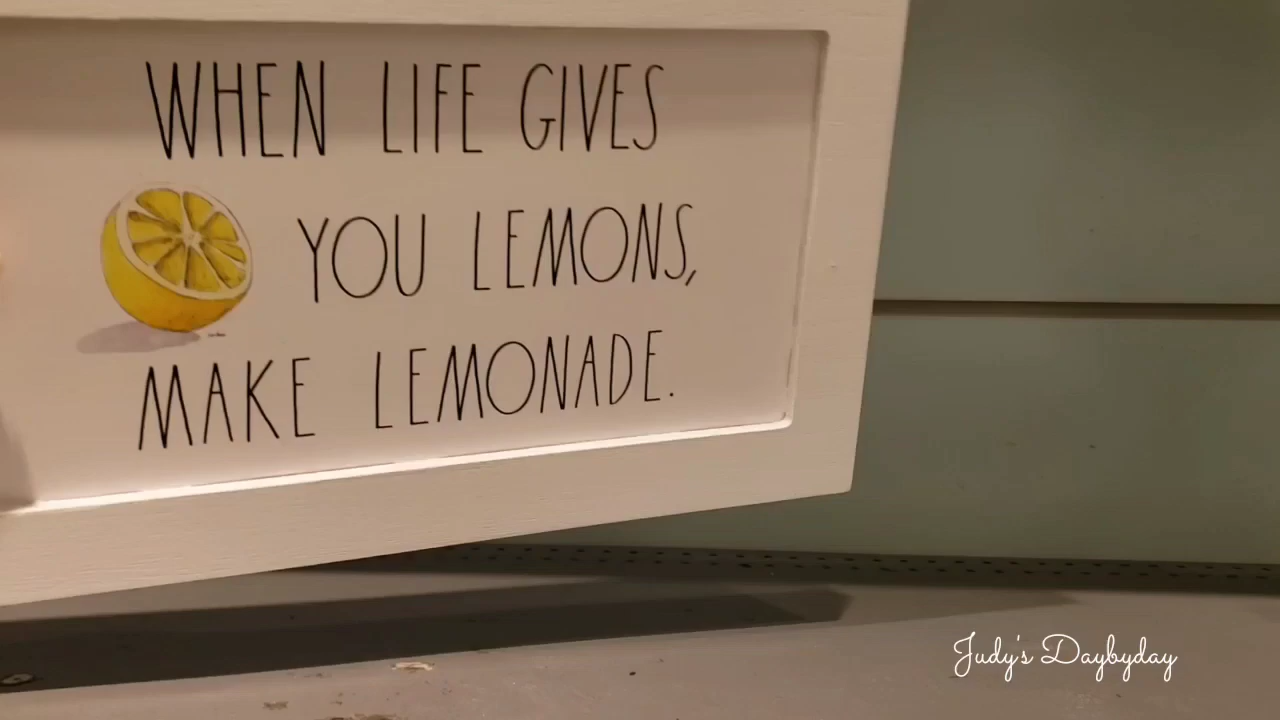 WHEN LIFE GIVES
YOU LEMONS,
MAKE LEMONADE.
Judy's Daybyday